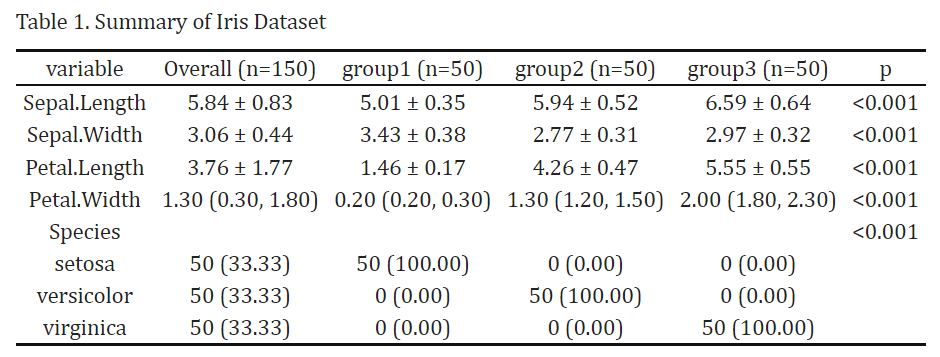 Table 1. Summary of Iris Dataset
variable Overall (n=150) group1 (n=50) group2 (n=50) group3 (n=50) p
Sepal.Length 5.84 ± 0.83 5.01 ± 0.35 5.94 ± 0.52 6.59 ± 0.64 <0.001
Sepal.Width 3.06 ± 0.44 3.43 ± 0.38 2.77 ± 0.31 2.97 ± 0.32 <0.001
Petal.Length 3.76 ± 1.77 1.46 ± 0.17 4.26 ± 0.47 5.55 ± 0.55 <0.001
Petal.Width 1.30 (0.30, 1.80) 0.20 (0.20, 0.30) 1.30 (1.20, 1.50) 2.00 (1.80, 2.30) <0.001
Species <0.001
setosa 50 (33.33) 50 (100.00) 0 (0.00) 0 (0.00)
versicolor 50 (33.33) 0 (0.00) 50 (100.00) 0 (0.00)
virginica 50 (33.33) 0 (0.00) 0 (0.00) 50 (100.00)